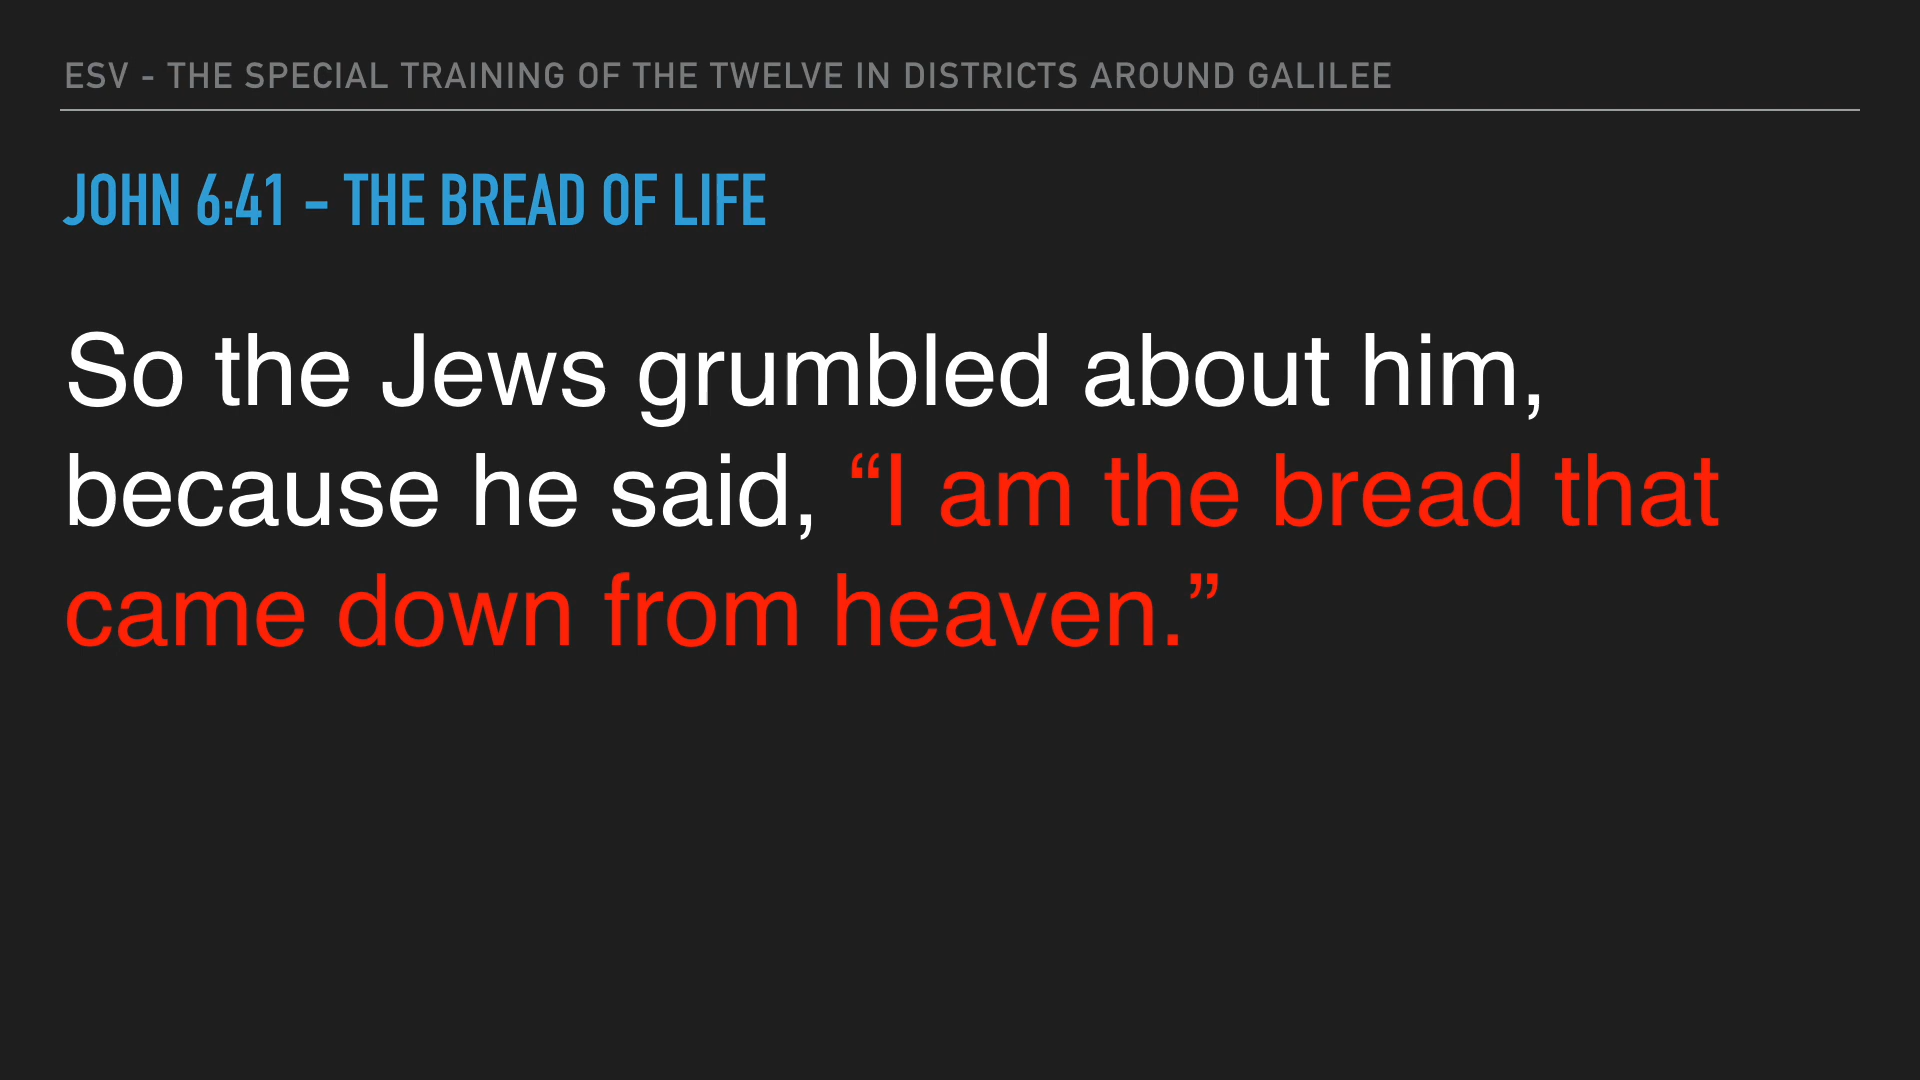 ESV - THE SPECIAL TRAINING OF THE TWELVE IN DISTRICTS AROUND GALILEE
JOHN 6:41 – THE BREAD OF LIFE
So the Jews grumbled about him,
because he said, “I am the bread that
came down from heaven.”